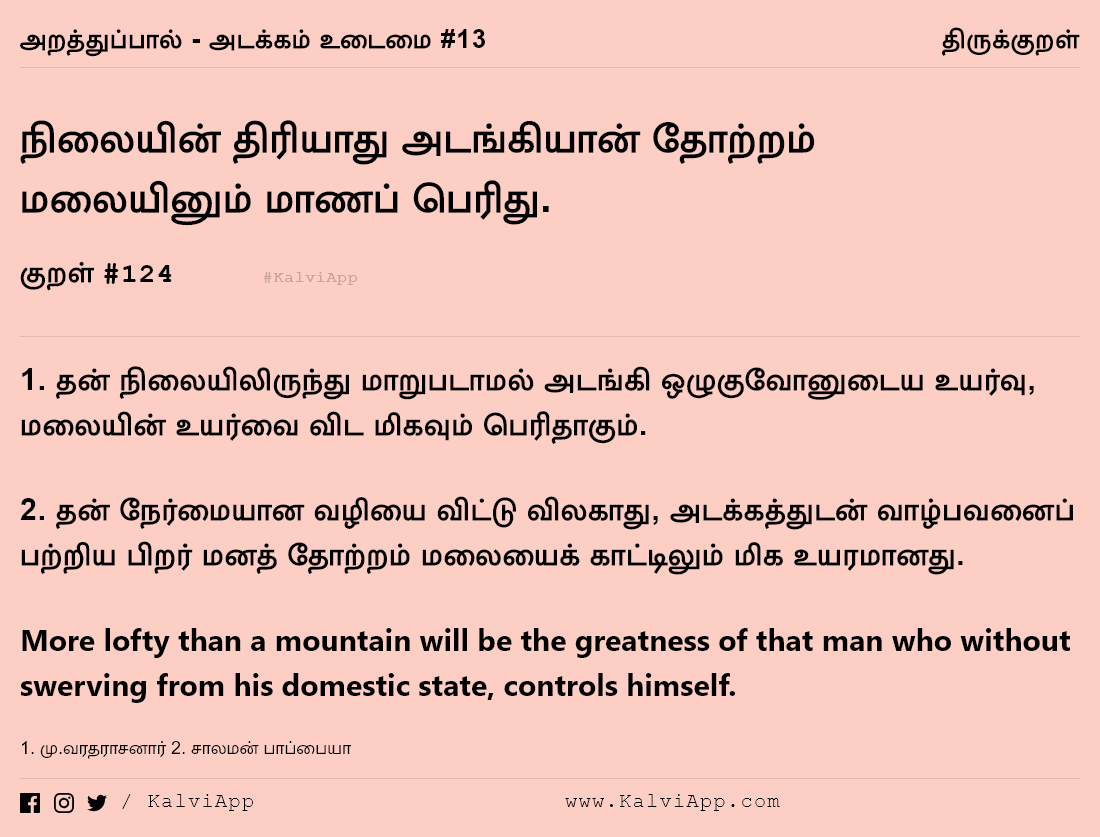 அறத்துப்பால் - அடக்கம் உடைமை #13 திருக்குறள்
நிலையின் திரியாது அடங்கியான் தோற்றம்
மலையினும் மாணப் பெரிது.
குறள் #124 #KalviApp
1. தன் நிலையிலிருந்து மாறுபடாமல் அடங்கி ஒழுகுவோனுடைய உயர்வு,
மலையின் உயர்வை விட மிகவும் பெரிதாகும்.
2. தன் நேர்மையான வழியை விட்டு விலகாது, அடக்கத்துடன் வாழ்பவனைப்
பற்றிய பிறர் மனத் தோற்றம் மலையைக் காட்டிலும் மிக உயரமானது.
More lofty than a mountain will be the greatness of that man who without
swerving from his domestic state, controls himself.
1. மு.வரதராசனார் 2. சாலமன் பாப்பையா
/ KalviApp www.KalviApp.com